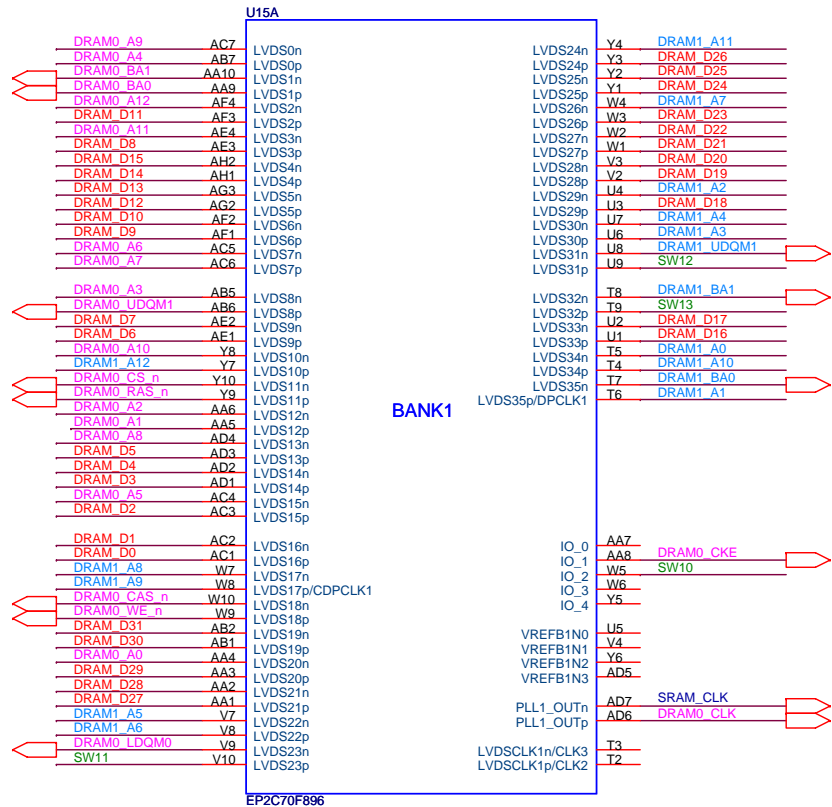 U15A
DRAM0_A9 AC7 LVDS0n LVDS24n Y4 DRAM1_A11
DRAM0_A4 AB7 LVDS0p LVDS24p Y3 DRAM_D26
DRAM0_BA1 AA10 LVDS1n LVDS25n Y2 DRAM_D25
DRAM0_BA0 AA9 LVDS1p LVDS25p Y1 DRAM_D24
DRAM0_A12 AF4 LVDS2n LVDS26n W4 DRAM1_A7
DRAM_D11 AF3 LVDS2p LVDS26p W3 DRAM_D23
DRAM0_A11 AE4 LVDS3n LVDS27n W2 DRAM_D22
DRAM_D8 AE3 LVDS3p LVDS27p W1 DRAM_D21
DRAM_D15 AH2 LVDS4n LVDS28n V3 DRAM_D20
DRAM_D14 AH1 LVDS4p LVDS28p V2 DRAM_D19
DRAM_D13 AG3 LVDS5n LVDS29n U4 DRAM1_A2
DRAM_D12 AG2 LVDS5p LVDS29p U3 DRAM_D18
DRAM_D10 AF2 LVDS6n LVDS30n U7 DRAM1_A4
DRAM_D9 AF1 LVDS6p LVDS30p U6 DRAM1_A3
DRAM0_A6 AC5 LVDS7n LVDS31n U8 DRAM1_UDQM1
DRAM0_A7 AC6 LVDS7p LVDS31p U9 SW12
DRAM0_A3 AB5 LVDS8n LVDS32n T8 DRAM1_BA1
DRAM0_UDQM1 AB6 LVDS8p LVDS32p T9 SW13
DRAM_D7 AE2 LVDS9n LVDS33n U2 DRAM_D17
DRAM_D6 AE1 LVDS9p LVDS33p U1 DRAM_D16
DRAM0_A10 Y8 LVDS10n LVDS34n T5 DRAM1_A0
DRAM1_A12 Y7 LVDS10p LVDS34p T4 DRAM1_A10
DRAM0_CS_n Y10 LVDS11n LVDS35n T7 DRAM1_BA0
DRAM0_RAS_n Y9 LVDS11p LVDS35p/DPCLK1 T6 DRAM1_A1
DRAM0_A2 AA6 LVDS12n
BANK1
DRAM0_A1 AA5 LVDS12p
DRAM0_A8 AD4 LVDS13n
DRAM_D5 AD3 LVDS13p
DRAM_D4 AD2 LVDS14n
DRAM_D3 AD1 LVDS14p
DRAM0_A5 AC4 LVDS15n
DRAM_D2 AC3 LVDS15p
DRAM_D1 AC2 LVDS16n IO_0 AA7
DRAM_D0 AC1 LVDS16p IO_1 AA8 DRAM0_CKE
DRAM1_A8 W7 LVDS17n IO_2 W5 SW10
DRAM1_A9 W8 LVDS17p/CDPCLK1 IO_3 W6
DRAM0_CAS_n W10 LVDS18n IO_4 Y5
DRAM0_WE_n W9 LVDS18p
DRAM_D31 AB2 LVDS19n VREFB1N0 U5
DRAM_D30 AB1 LVDS19p VREFB1N1 V4
DRAM0_A0 AA4 LVDS20n VREFB1N2 Y6
DRAM_D29 AA3 LVDS20p VREFB1N3 AD5
DRAM_D28 AA2 LVDS21n
DRAM_D27 AA1 LVDS21p PLL1_OUTn AD7 SRAM_CLK
DRAM1_A5 V7 LVDS22n PLL1_OUTp AD6 DRAM0_CLK
DRAM1_A6 V8 LVDS22p
DRAM0_LDQM0 V9 LVDS23n LVDSCLK1n/CLK3 T3
SW11 V10 LVDS23p LVDSCLK1p/CLK2 T2
EP2C70F896